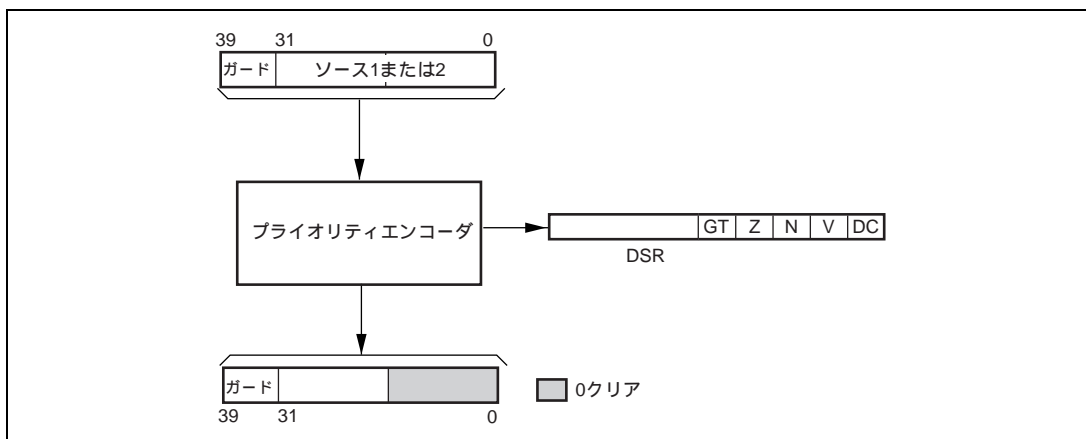 39 31 0
ガード ソース1または2
プライオリティエンコーダ
GT Z N V DC
DSR
ガード
0クリア
39 31 0